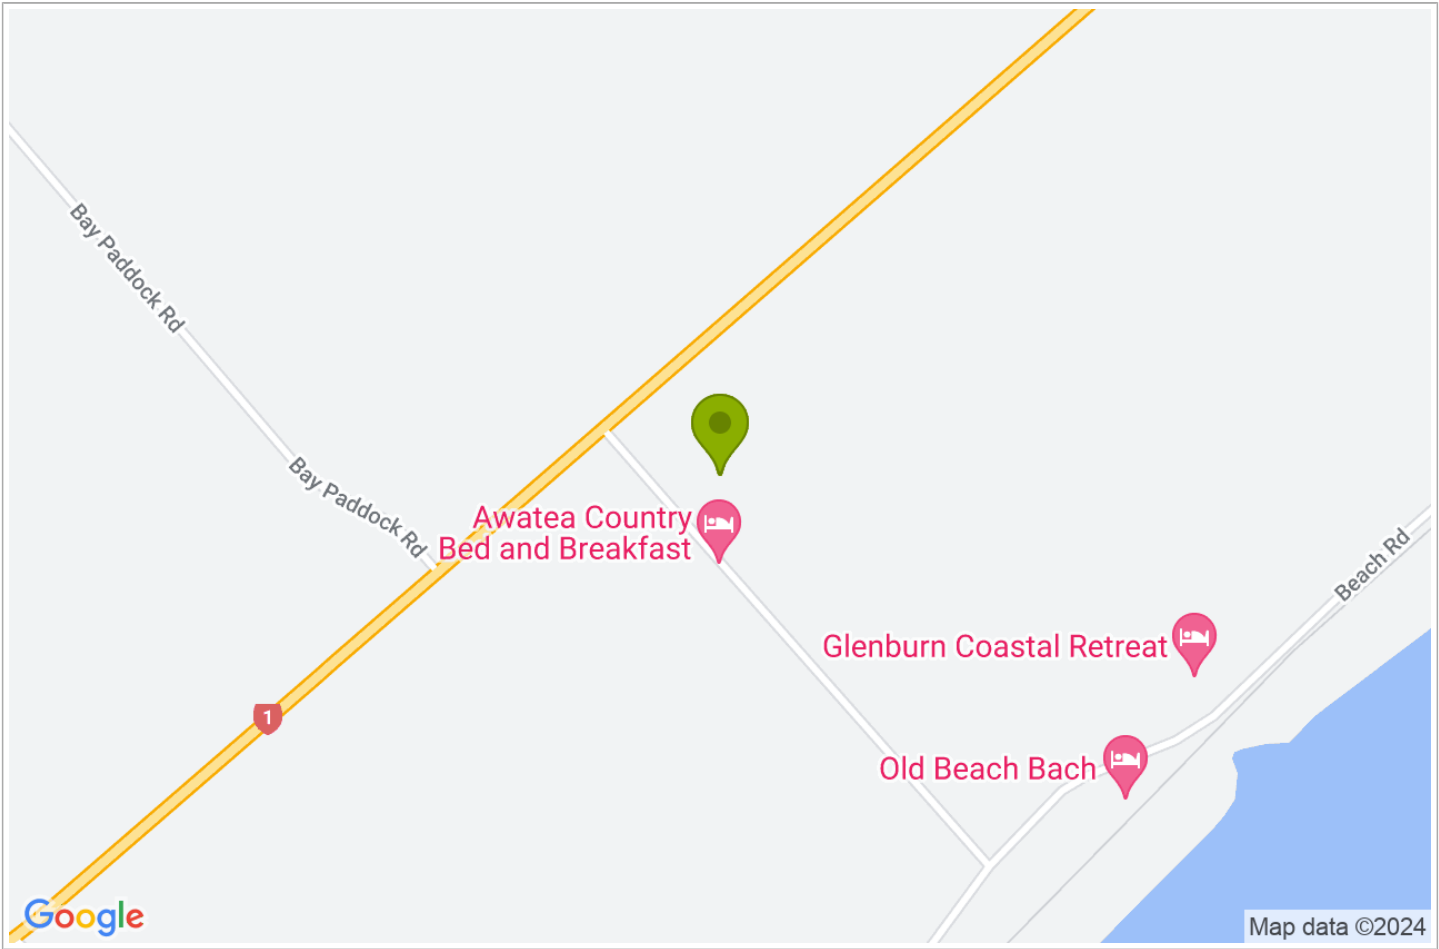 Bay Paddock Rd
Bay Paddock Rd
Awatea Country
Bed and Breakfast
Beach Rd
Glenburn Coastal Retreat
1
Old Beach Bach
Google
Map data ©2024